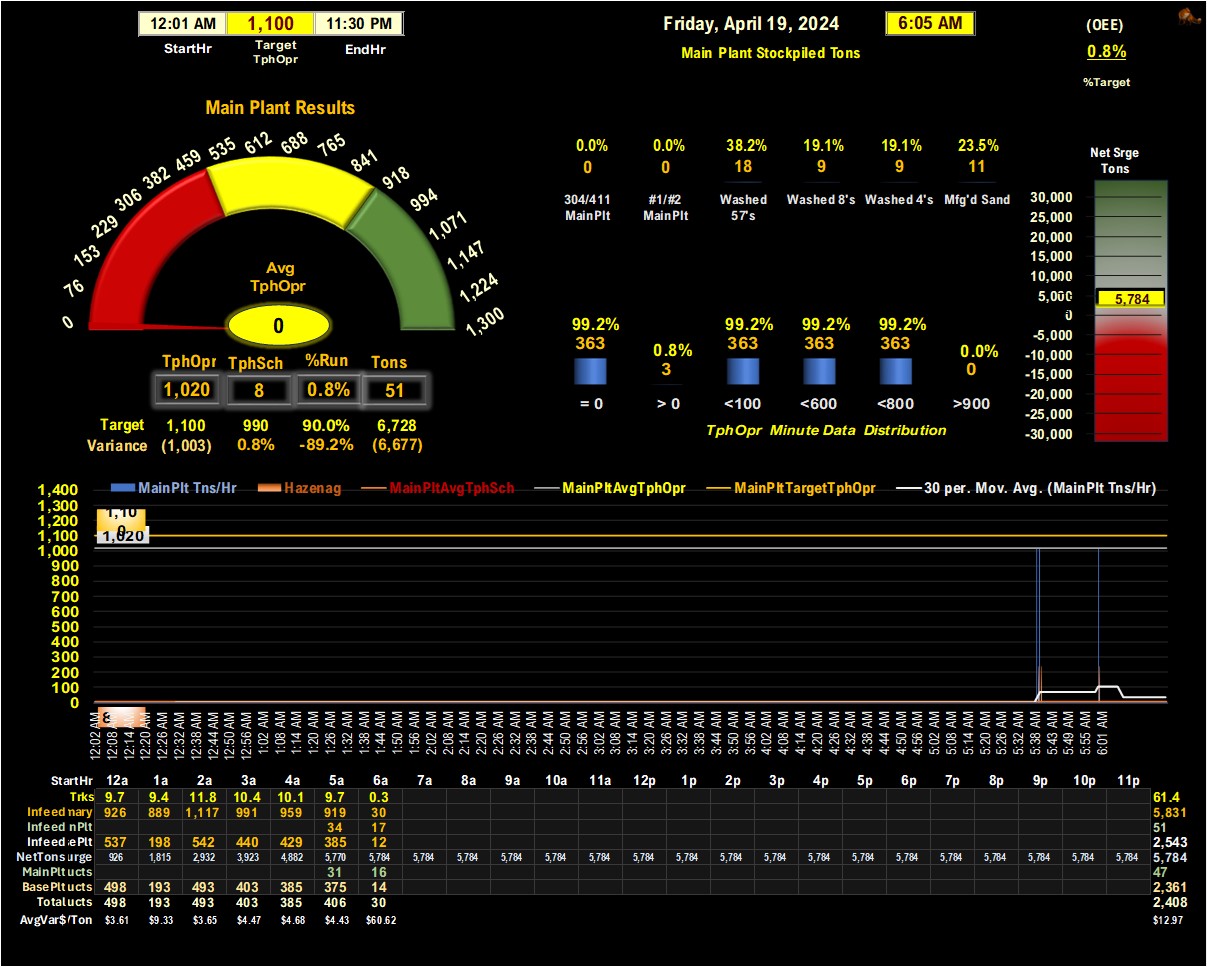 12:01 AM 1,100 11:30 PM
StartHr Target TphOpr EndHr
Friday, April 19, 2024 6:05 AM
Main Plant Stockpiled Tons
(OEE)
0.8%
%Target
Main Plant Results
0 76 153 229 306 382 459 535 612 688 765 841 918 994 1,071 1,147 1,224 1,300
Avg
TphOpr
0
TphOpr TphSch %Run Tons
1,020 8 0.8% 51
Target 1,100 990 90.0% 6,728
Variance (1,003) 0.8% -89.2% (6,677)
0.0% 0.0% 38.2% 19.1% 19.1% 23.5%
0 0 18 9 9 11
304/411 MainPlt #1/#2 MainPlt Washed 57's Washed 8's Washed 4's Mfg'd Sand
99.2% 0.8% 99.2% 99.2% 99.2% 0.0%
363 3 363 363 363 0
= 0 > 0 <100 <600 <800 >900
TphOpr Minute Data Distribution
Net Srge
Tons
30,000
25,000
20,000
15,000
10,000
5,000
0
-5,000
-10,000
-15,000
-20,000
-25,000
-30,000
5,784
MainPlt Tns/Hr Hazenag MainPltAvgTphSch MainPltAvgTphOpr MainPltTargetTphOpr 30 per. Mov. Avg. (MainPlt Tns/Hr)
1,400
1,300
1,200
1,100
1,000
900
800
700
600
500
400
300
200
100
0
1,100
1,020
8
12:02 AM 12:08 AM 12:14 AM 12:20 AM 12:26 AM 12:32 AM 12:38 AM 12:44 AM 12:50 AM 12:56 AM 1:02 AM 1:08 AM 1:14 AM 1:20 AM 1:26 AM 1:32 AM 1:38 AM 1:44 AM 1:50 AM 1:56 AM 2:02 AM 2:08 AM 2:14 AM 2:20 AM 2:26 AM 2:32 AM 2:38 AM 2:44 AM 2:50 AM 2:56 AM 3:02 AM 3:08 AM 3:14 AM 3:20 AM 3:26 AM 3:32 AM 3:38 AM 3:44 AM 3:50 AM 3:56 AM 4:02 AM 4:08 AM 4:14 AM 4:20 AM 4:26 AM 4:32 AM 4:38 AM 4:44 AM 4:50 AM 4:56 AM 5:02 AM 5:08 AM 5:14 AM 5:20 AM 5:26 AM 5:32 AM 5:38 AM 5:43 AM 5:49 AM 5:55 AM 6:01 AM
StartHr 12a 1a 2a 3a 4a 5a 6a 7a 8a 9a 10a 11a 12p 1p 2p 3p 4p 5p 6p 7p 8p 9p 10p 11p
Trks 9.7 9.4 11.8 10.4 10.1 9.7 0.3 61.4
Infeed mary 926 889 1,117 991 959 919 30 5,831
Infeed nPlt 34 17 51
Infeed ePlt 537 198 542 440 429 385 12 2,543
NetTons urge 926 1,815 2,932 3,923 4,882 5,770 5,784 5,784 5,784 5,784 5,784 5,784 5,784 5,784 5,784 5,784 5,784 5,784 5,784 5,784 5,784 5,784 5,784 5,784 5,784
MainPlt ucts 31 16 47
BasePlt ucts 498 193 493 403 385 375 14 2,361
Total ucts 498 193 493 403 385 406 30 2,408
AvgVar$/Ton $3.61 $9.33 $3.65 $4.47 $4.68 $4.43 $60.62 $12.97